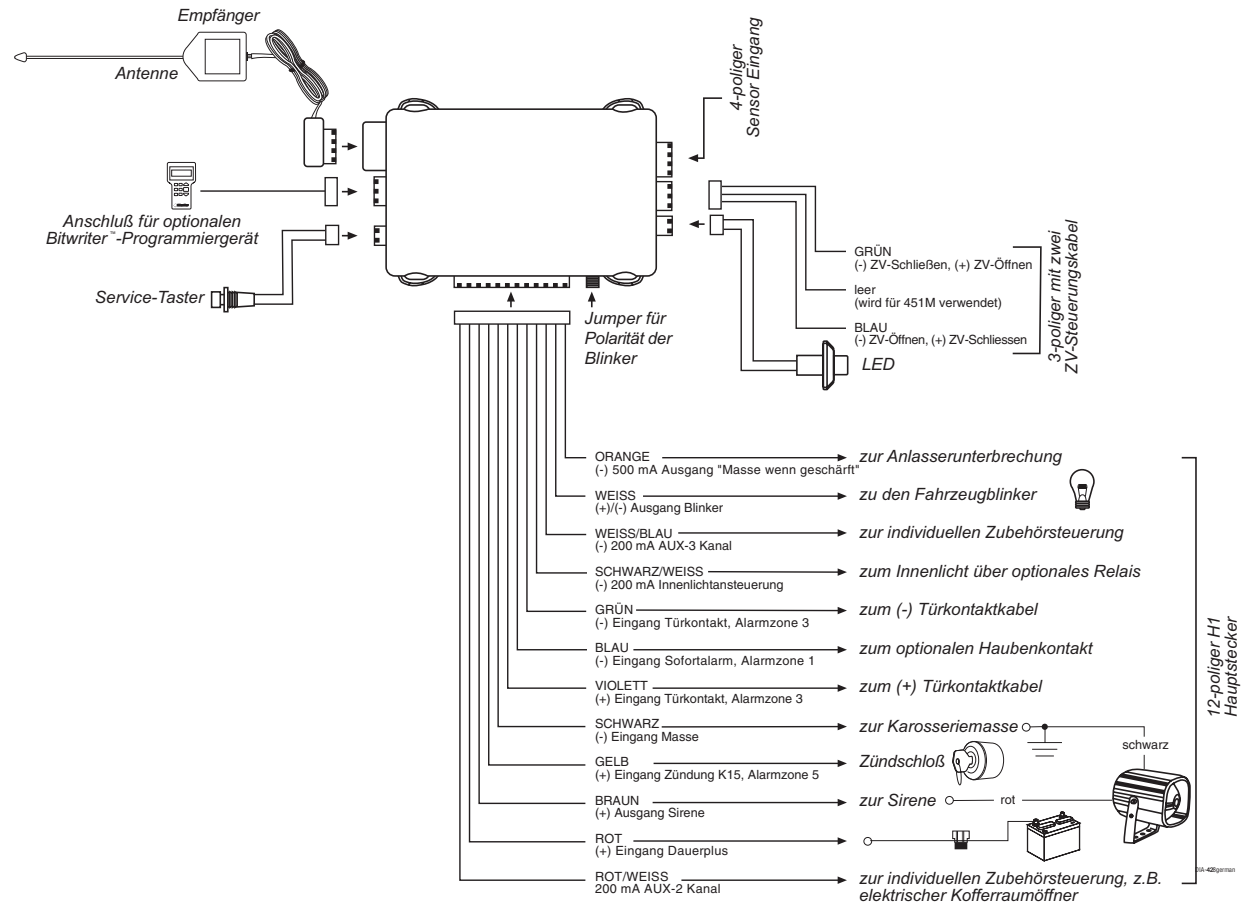 Empfänger
Antenne
4-poliger
Sensor Eingang
Anschluß für optionalen
Bitwriter™-Programmiergerät
Service-Taster
Jumper für
Polarität der
Blinker
GRÜN
(-) ZV-Schließen, (+) ZV-Öffnen
leer
(wird für 451M verwendet)
BLAU
(-) ZV-Öffnen, (+) ZV-Schliessen
LED
3-poliger mit zwei
ZV-Steuerungskabel
ORANGE
(-) 500 mA Ausgang "Masse wenn geschärft"
zur Anlasserunterbrechung
WEISS
(+)/(-) Ausgang Blinker
zu den Fahrzeugblinker
WEISS/BLAU
(-) 200 mA AUX-3 Kanal
zur individuellen Zubehörsteuerung
SCHWARZ/WEISS
(-) 200 mA Innenlichtansteuerung
zum Innenlicht über optionales Relais
GRÜN
(-) Eingang Türkontakt, Alarmzone 3
zum (-) Türkontaktkabel
BLAU
(-) Eingang Sofortalarm, Alarmzone 1
zum optionalen Haubenkontakt
VIOLETT
(+) Eingang Türkontakt, Alarmzone 3
zum (+) Türkontaktkabel
SCHWARZ
(-) Eingang Masse
zur Karosseriemasse
schwarz
GELB
(+) Eingang Zündung K15, Alarmzone 5
Zündschloß
BRAUN
(+) Ausgang Sirene
zur Sirene
rot
ROT
(+) Eingang Dauerplus
ROT/WEISS
200 mA AUX-2 Kanal
zur individuellen Zubehörsteuerung, z.B.
elektrischer Kofferraumöffner
12-poliger H1
Hauptstecker